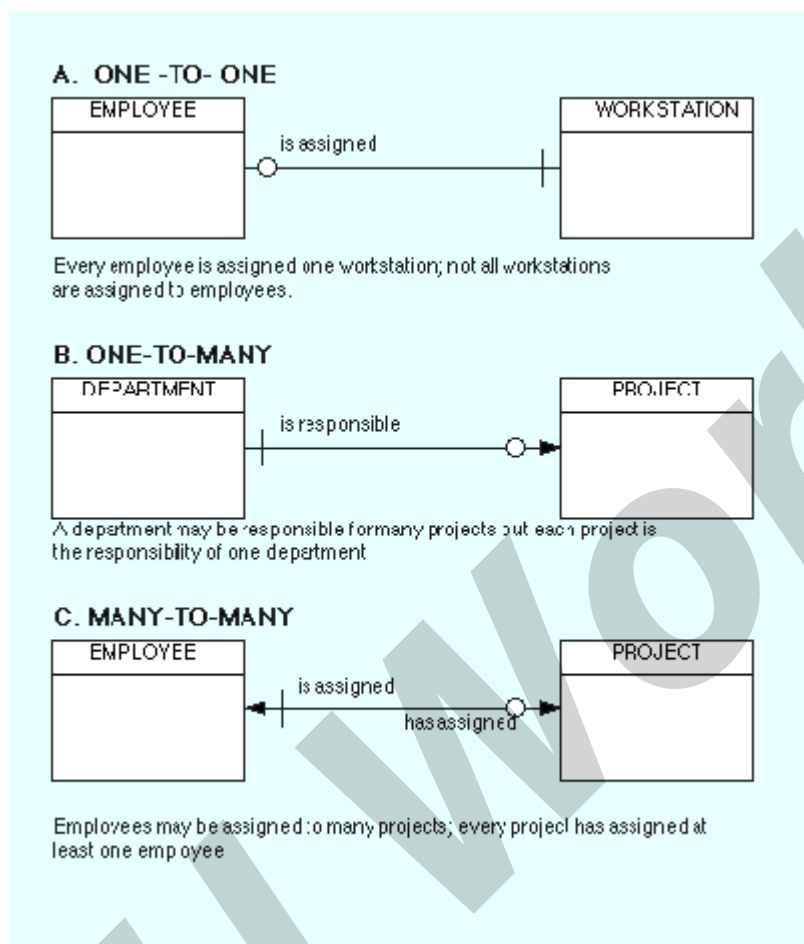 A. ONE -TO- ONE
EMPLOYEE
WORKSTATION
is assigned
Every employee is assigned one workstation; not all workstations
are assigned to employees.
B. ONE-TO-MANY
DEPARTMENT
PROJECT
is responsible
A department may be responsible for many projects but each project is
the responsibility of one department
C. MANY-TO-MANY
EMPLOYEE
PROJECT
is assigned
has assigned
Employees may be assigned to many projects; every project has assigned at
least one employee